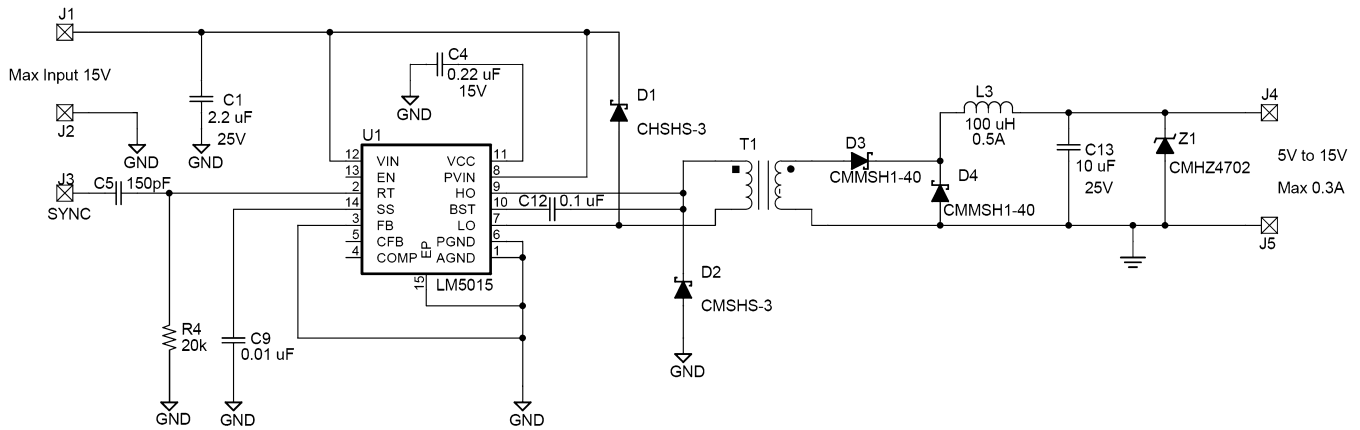 J1
Max Input 15V
J2
GND
C1
2.2 uF
25V
GND
C4
0.22 uF
15V
GND
D1
CHSHS-3
U1
12 VIN VCC 11
13 EN PVIN 8
2 RT HO 9
14 SS BST 10
3 FB LO 7
5 CFB PGND 6
4 COMP AGND 1
EP
15
LM5015
J3
SYNC
C5 150pF
R4
20k
GND
C9
0.01 uF
GND
GND
C12 0.1 uF
D2
CMSHS-3
GND
T1
D3
CMMSH1-40
D4
CMMSH1-40
L3
100 uH
0.5A
C13
10 uF
25V
Z1
CMHZ4702
J4
5V to 15V
Max 0.3A
J5